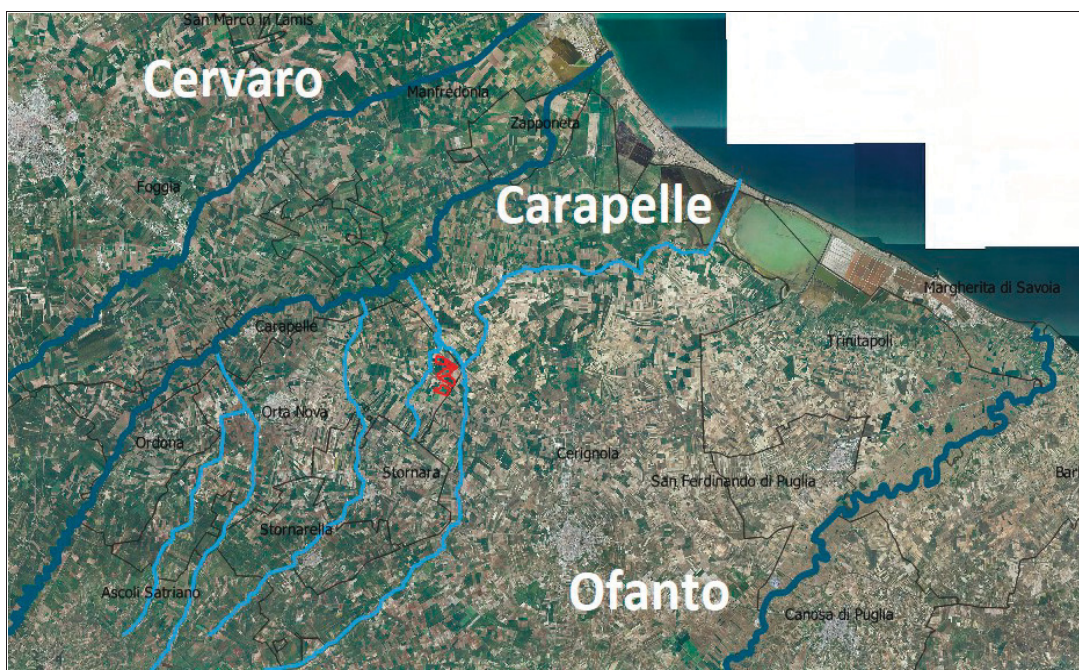 San Marco in Lamis
Cervaro
Manfredonia
Zapponeta
Foggia
Carapelle
Margherita di Savoia
Carapelle
Trinitapoli
Orta Nova
Ordona
Cerignola
Stornara
San Ferdinando di Puglia
Bar
Stornarella
Ascoli Satriano
Ofanto
Canosa di Puglia